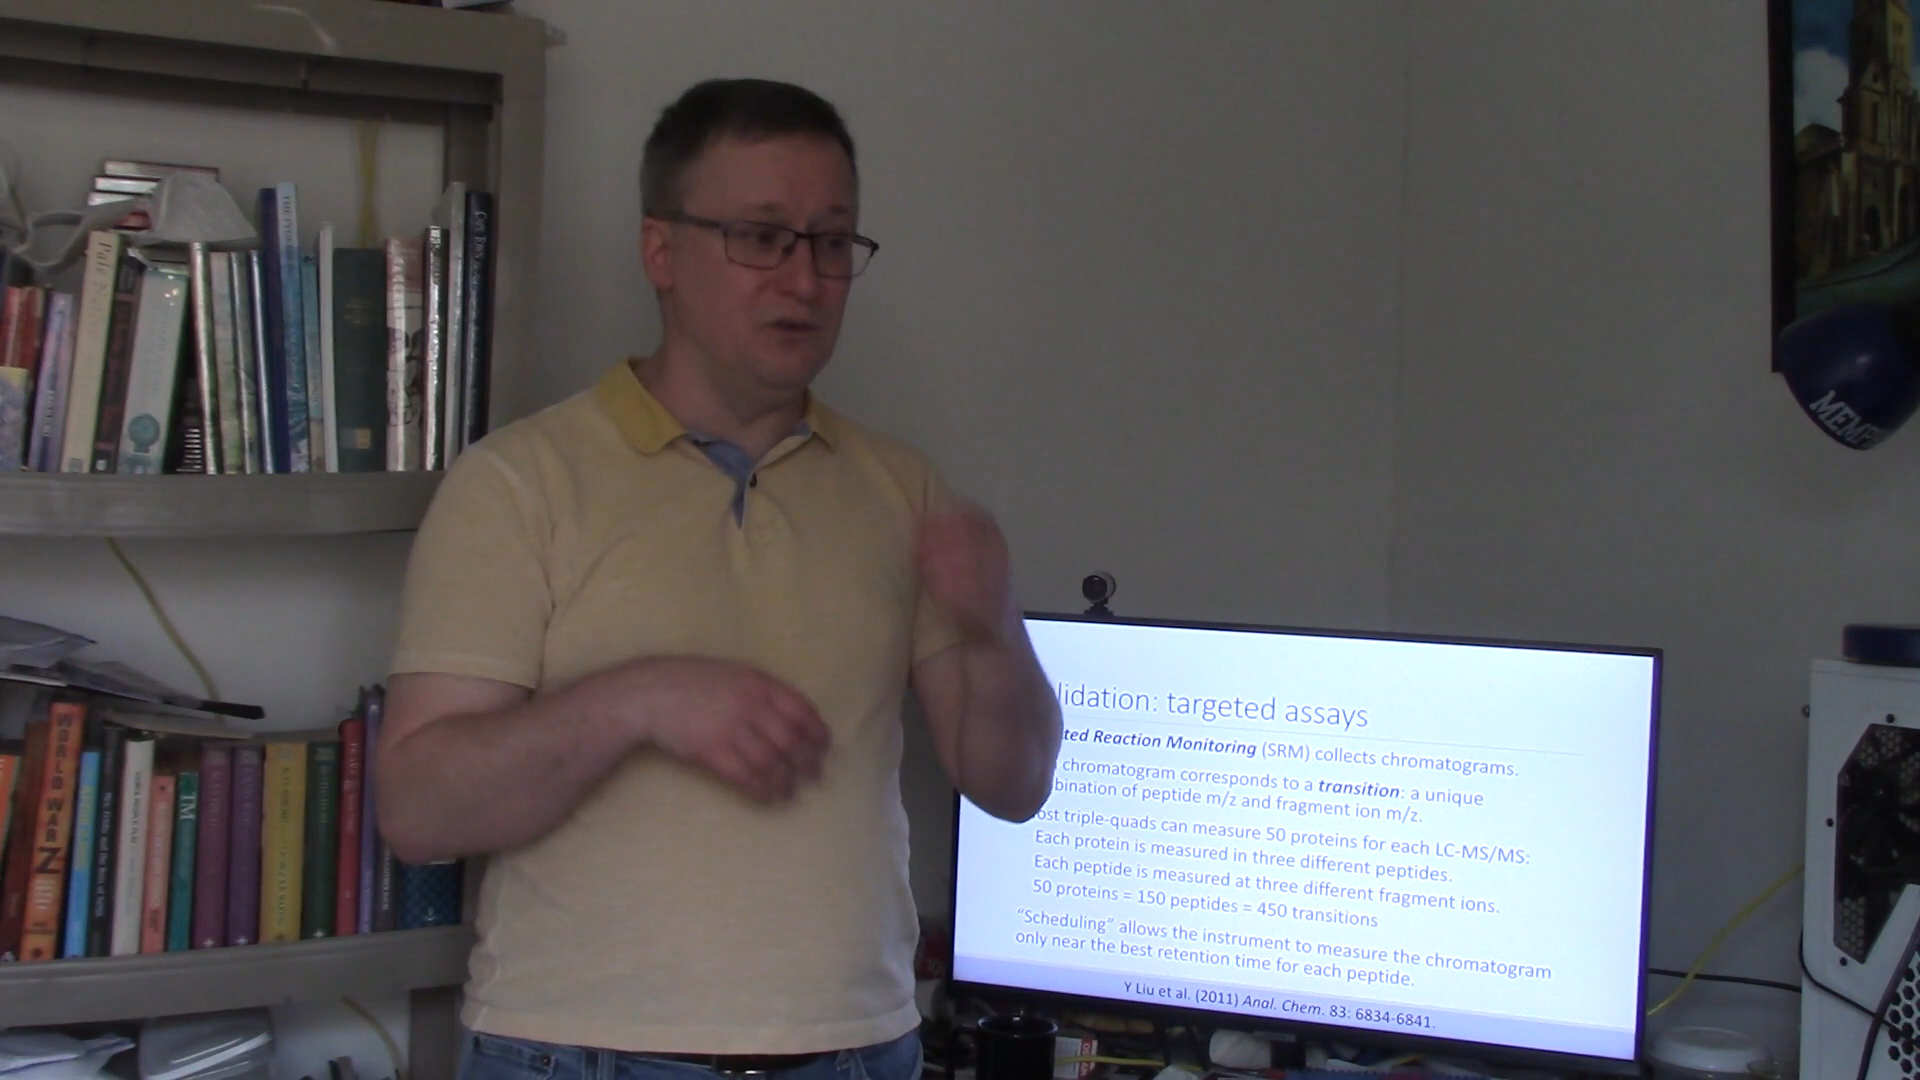 WORLD WAR Z
MEMP
lidation: targeted assays
ted Reaction Monitoring (SRM) collects chromatograms.
chromatogram corresponds to a transition: a unique
bination of peptide m/z and fragment ion m/z.
ost triple-quads can measure 50 proteins for each LC-MS/MS:
Each protein is measured in three different peptides.
Each peptide is measured at three different fragment ions.
50 proteins = 150 peptides = 450 transitions
“Scheduling” allows the instrument to measure the chromatogram
only near the best retention time for each peptide.
Y Liu et al. (2011) Anal. Chem. 83: 6834-6841.